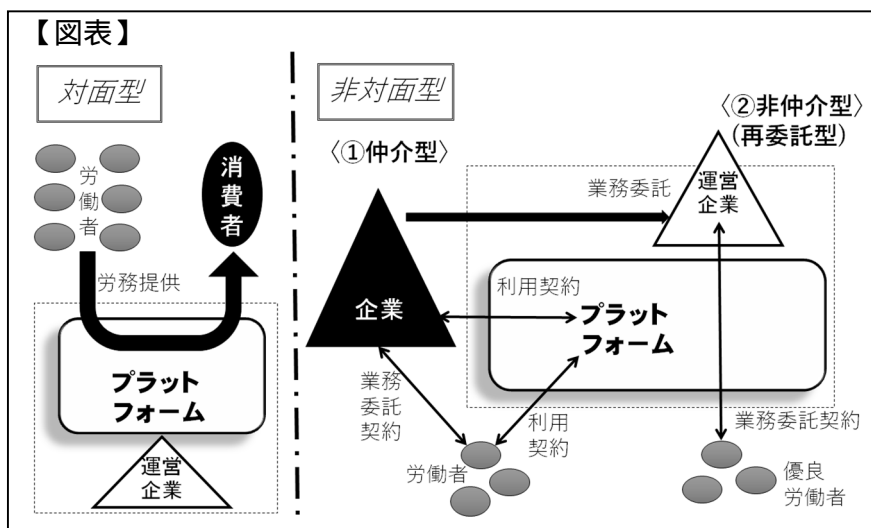 【図表】
対面型
労働者
消費者
労務提供
プラット
フォーム
運営
企業
非対面型
〈①仲介型〉
〈②非仲介型〉
(再委託型)
業務委託
運営
企業
企業
利用契約
プラット
フォーム
業務
委託
契約
利用
契約
労働者
業務委託契約
優良
労働者